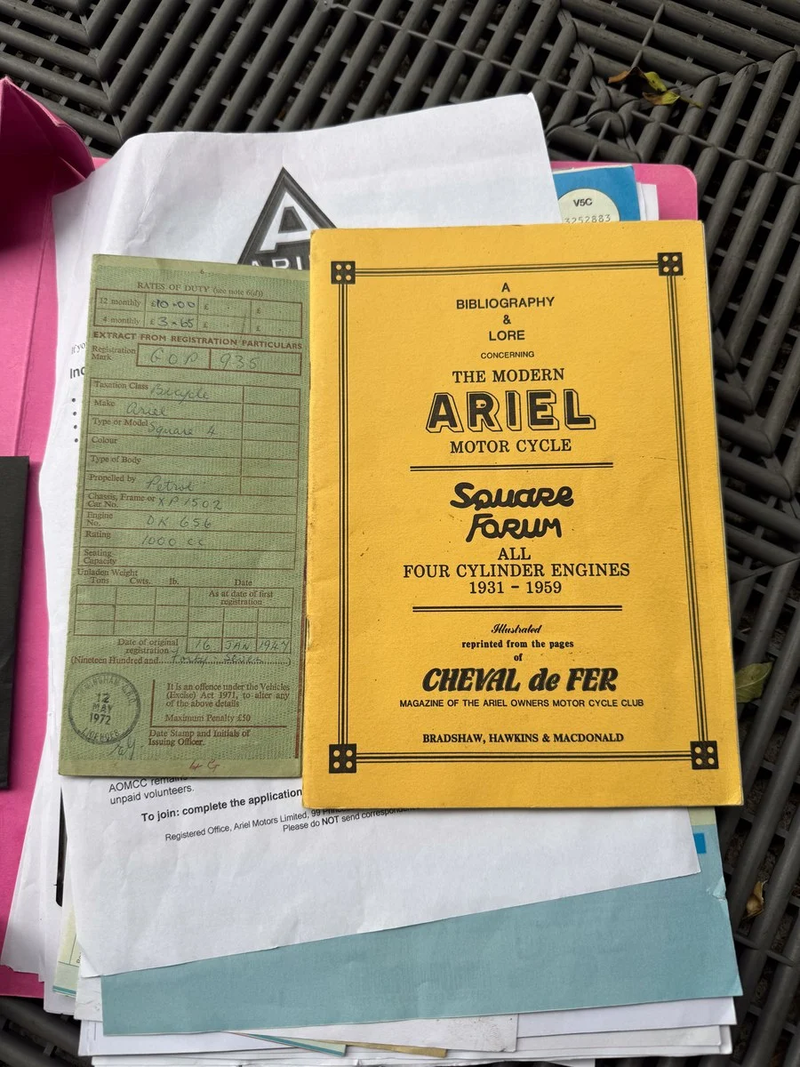 V5C
3252883
RATES OF DUTY (see note 6(d))
12 monthly £10-00 £ £
4 monthly £3-65 £ £
EXTRACT FROM REGISTRATION PARTICULARS
Registration Mark GOP 935
Taxation Class Bicycle
Make Ariel
Type or Model Square 4
Colour
Type of Body
Propelled by Petrol
Chassis, Frame or
Car No. XP1502
Engine
No. DK 656
Rating 1000 cc
Seating
Capacity
Unladen Weight
Tons Cwts. lb. Date
As at date of first
registration
Date of original
registration 16 JAN 1947
(Nineteen Hundred and Forty Seven)
12
MAY
1972
It is an offence under the Vehicles
(Excise) Act 1971, to alter any
of the above details
Maximum Penalty £50
Date Stamp and Initials of
Issuing Officer.
A
BIBLIOGRAPHY
&
LORE
CONCERNING
THE MODERN
ARIEL
MOTOR CYCLE
Square
Forum
ALL
FOUR CYLINDER ENGINES
1931 - 1959
Illustrated
reprinted from the pages
of
CHEVAL de FER
MAGAZINE OF THE ARIEL OWNERS MOTOR CYCLE CLUB
BRADSHAW, HAWKINS & MACDONALD
AOMCC
unpaid volunteers.
To join: complete the application
Registered Office, Ariel Motors Limited, 99
Please do NOT send